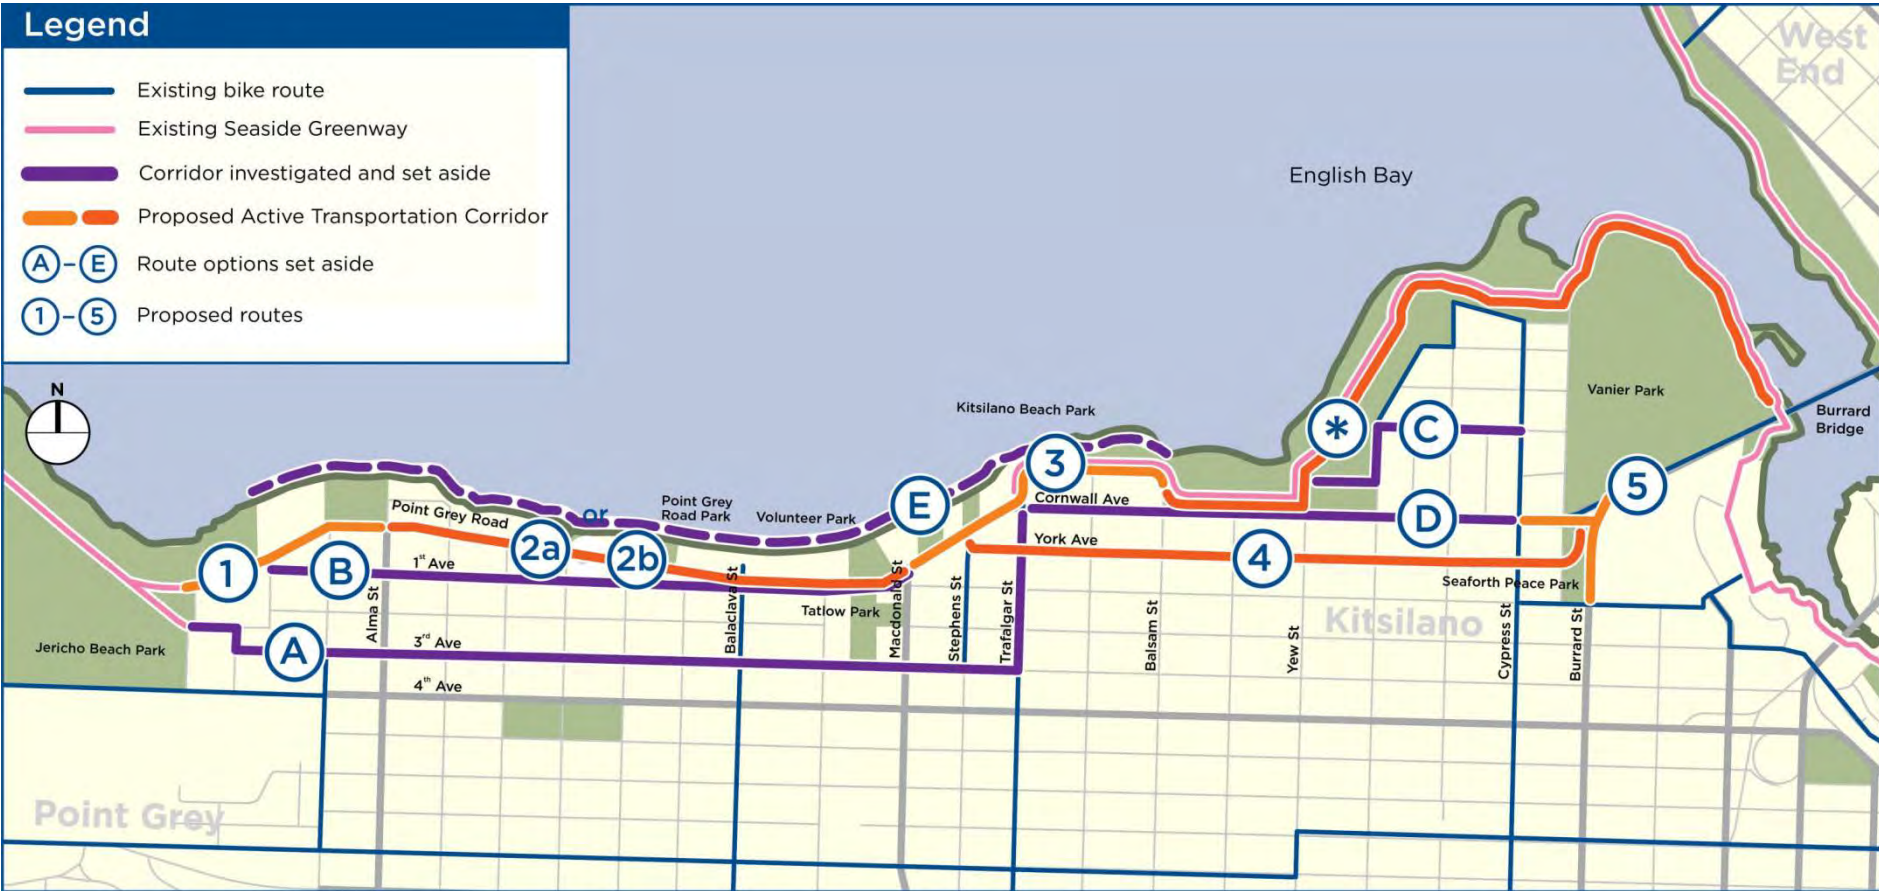 Legend
Existing bike route
Existing Seaside Greenway
Corridor investigated and set aside
Proposed Active Transportation Corridor
A – E Route options set aside
1 – 5 Proposed routes
N
West
End
English Bay
Vanier Park
Burrard
Bridge
Kitsilano Beach Park
*
C
3
5
E
Cornwall Ave
D
Point Grey Road
or
Point Grey
Road Park
Volunteer Park
2a
2b
York Ave
4
1
B
1st Ave
Tatlow Park
Seaforth Peace Park
Kitsilano
Alma St
Balaclava St
Macdonald St
Stephens St
Trafalgar St
Balsam St
Yew St
Cypress St
Burrard St
Jericho Beach Park
A
3rd Ave
4th Ave
Point Grey